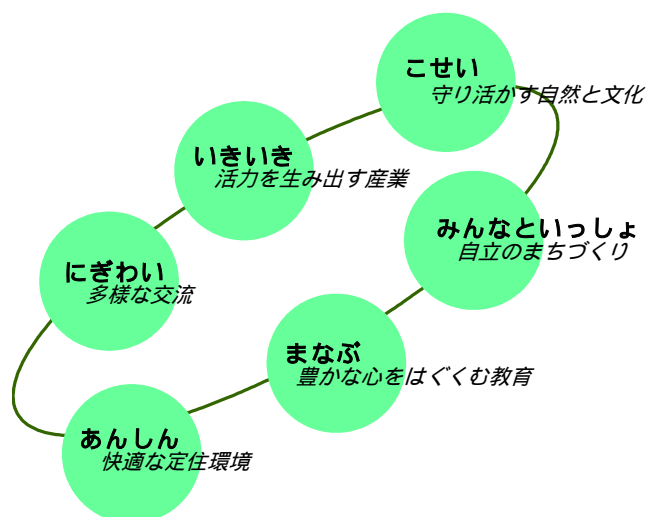 こせい
守り活かす自然と文化
いきいき
活力を生み出す産業
みんなといっしょ
自立のまちづくり
にぎわい
多様な交流
まなぶ
豊かな心をはぐくむ教育
あんしん
快適な定住環境